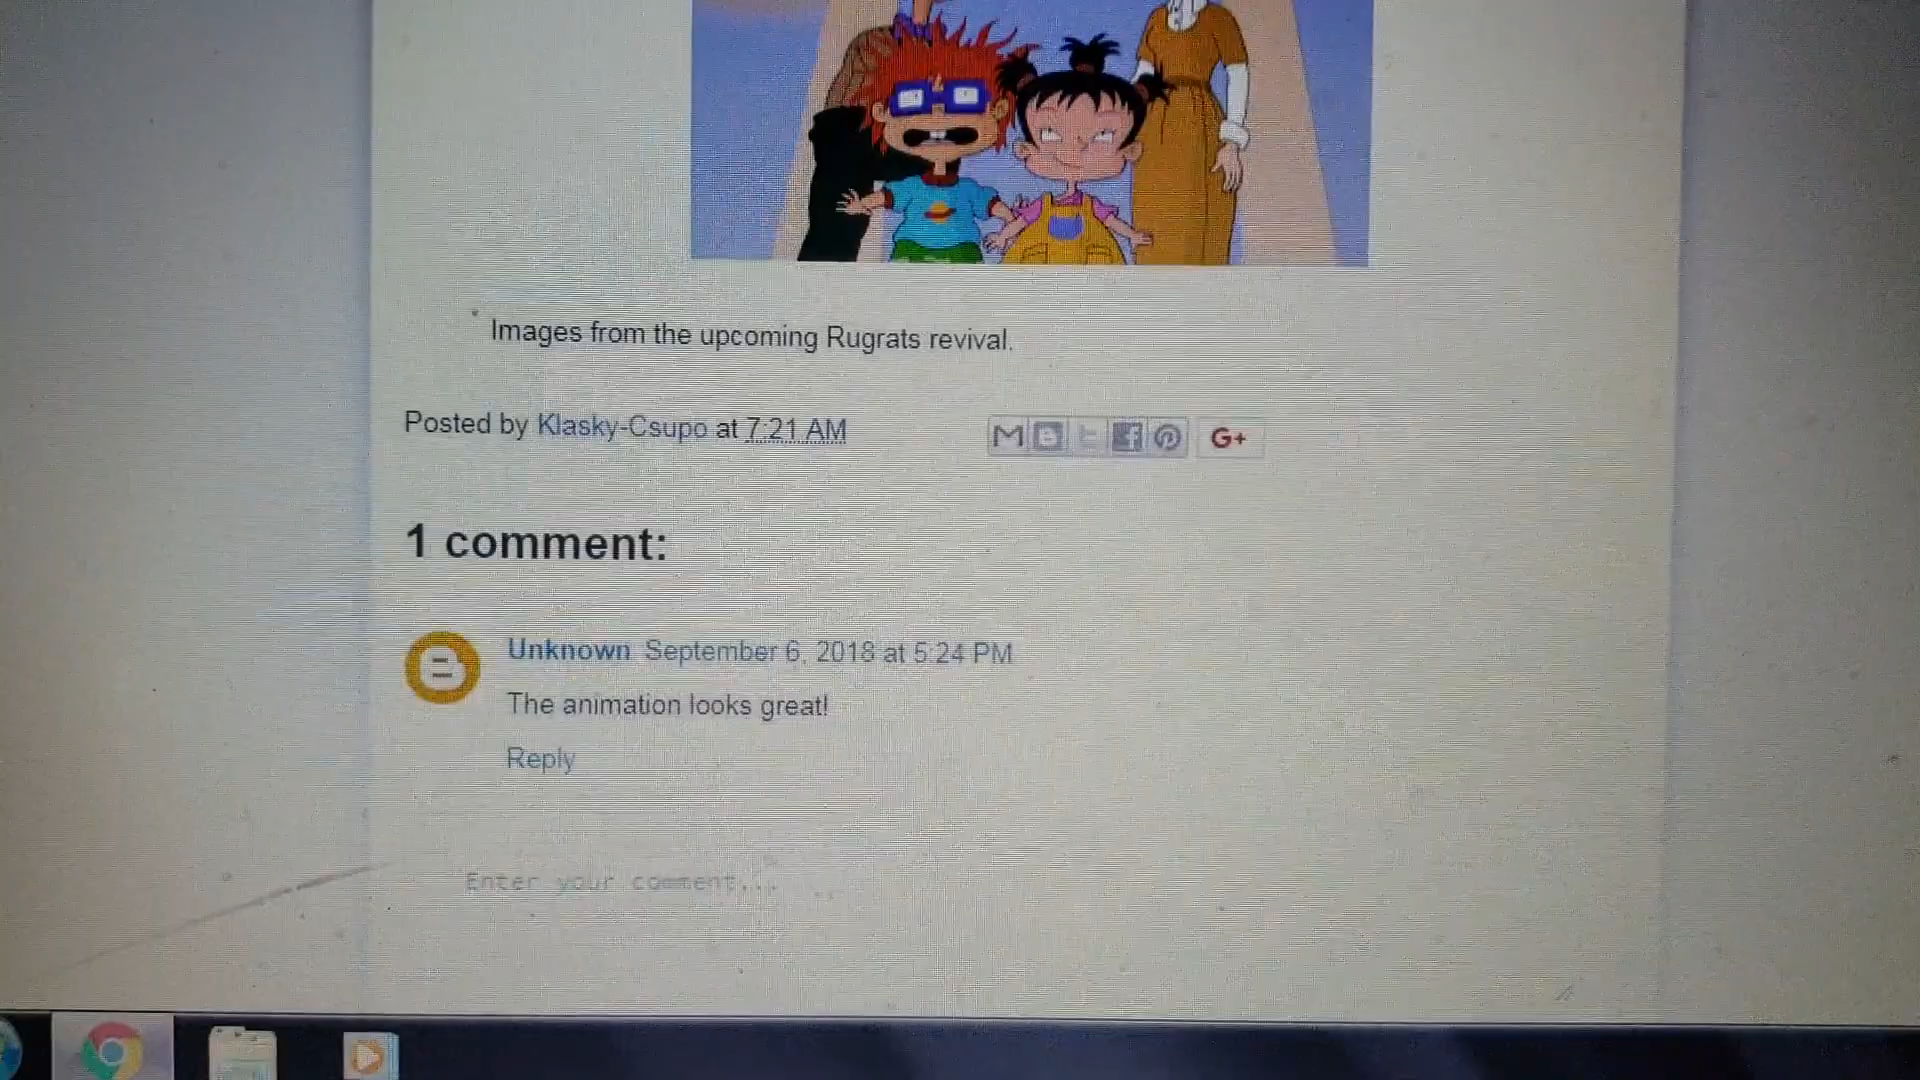 Images from the upcoming Rugrats revival.
Posted by Klasky-Csupo at 7:21 AM
G+
1 comment:
Unknown September 6, 2018 at 5:24 PM
The animation looks great!
Reply
Enter your comment...